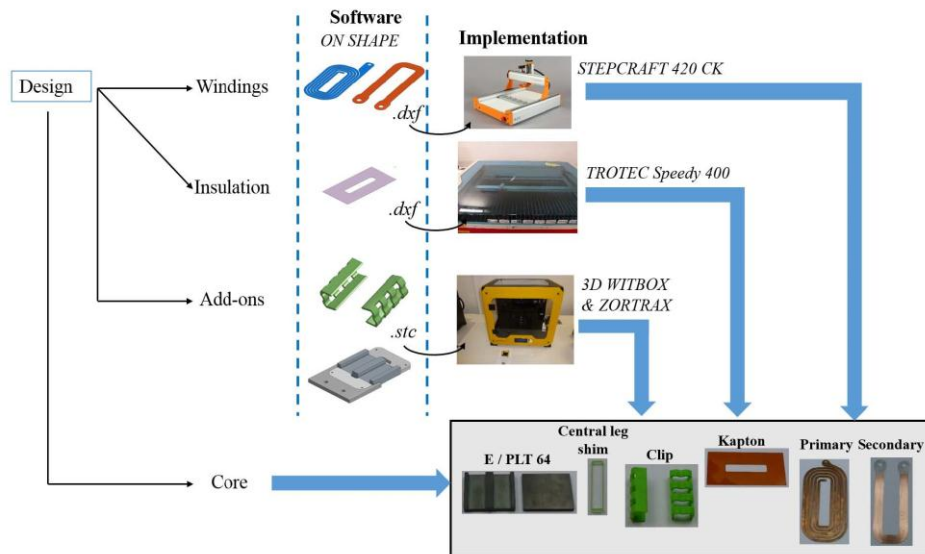 Software
ON SHAPE
Implementation
STEPCRAFT 420 CK
Design
Windings
.dxf
TROTEC Speedy 400
Insulation
.dxf
3D WITBOX
& ZORTRAX
Add-ons
.stc
Central leg
shim
Kapton
Primary
Secondary
E / PLT 64
Clip
Core